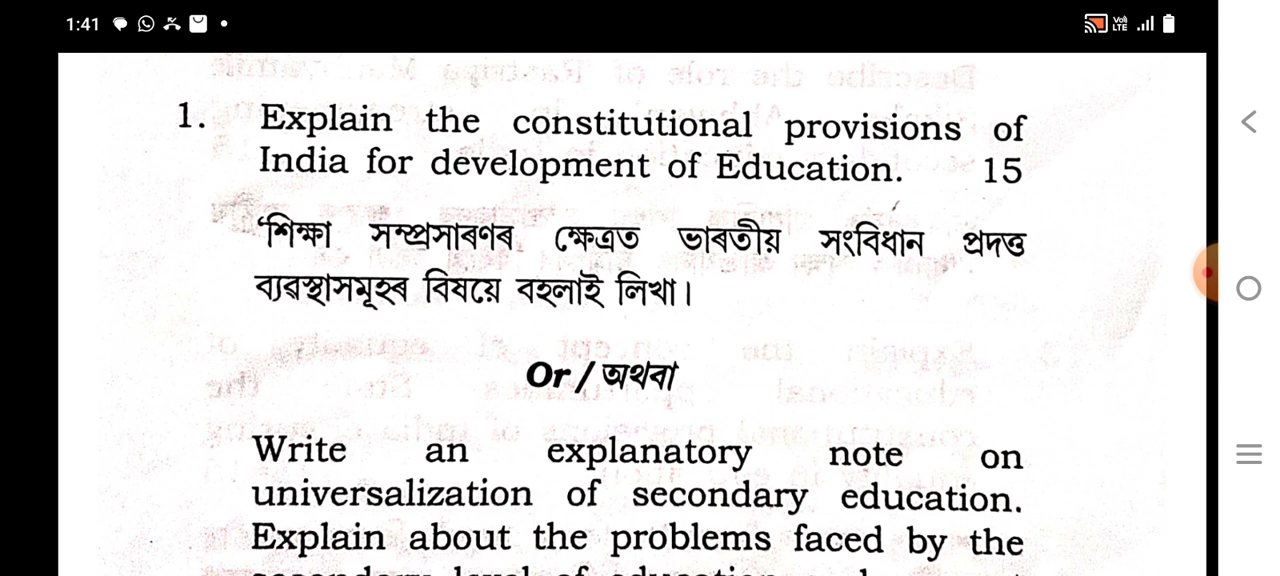 1:41
Vo)) LTE
1. Explain the constitutional provisions of
India for development of Education. 15
‘শিক্ষা সম্প্ৰসাৰণৰ ক্ষেত্ৰত ভাৰতীয় সংবিধান প্ৰদত্ত
ব্যৱস্থাসমূহৰ বিষয়ে বহলাই লিখা।
Or / অথবা
Write an explanatory note on
universalization of secondary education.
Explain about the problems faced by the